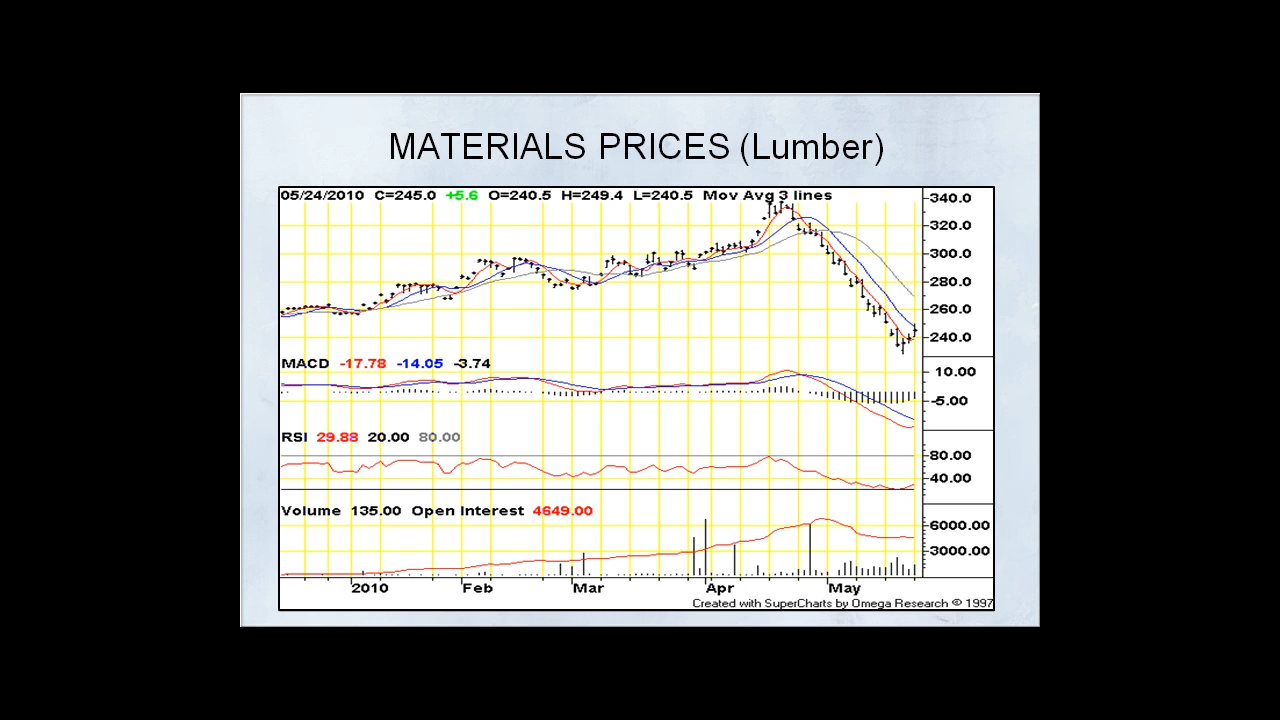 MATERIALS PRICES (Lumber)
05/24/2010 C=245.0 +5.6 O=240.5 H=249.4 L=240.5 Mov Avg 3 lines
340.0
320.0
300.0
280.0
260.0
240.0
MACD -17.78 -14.05 -3.74
10.00
-5.00
RSI 29.88 20.00 80.00
80.00
40.00
Volume 135.00 Open Interest 4649.00
6000.00
3000.00
2010 Feb Mar Apr May
Created with SuperCharts by Omega Research © 1997